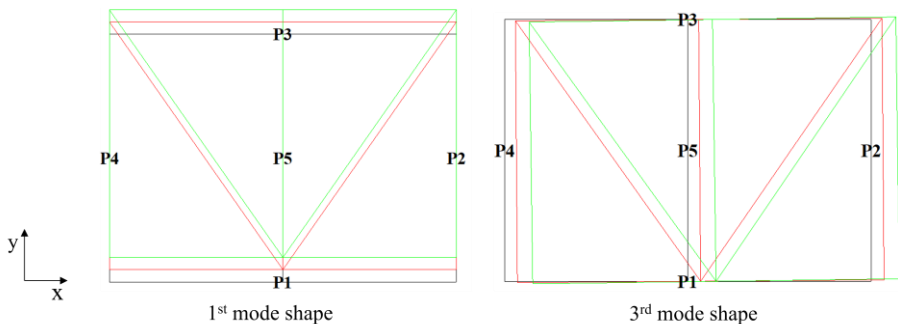 P3
P4 P5 P2
P1
y
x
1st mode shape
P3
P4 P5 P2
P1
3rd mode shape